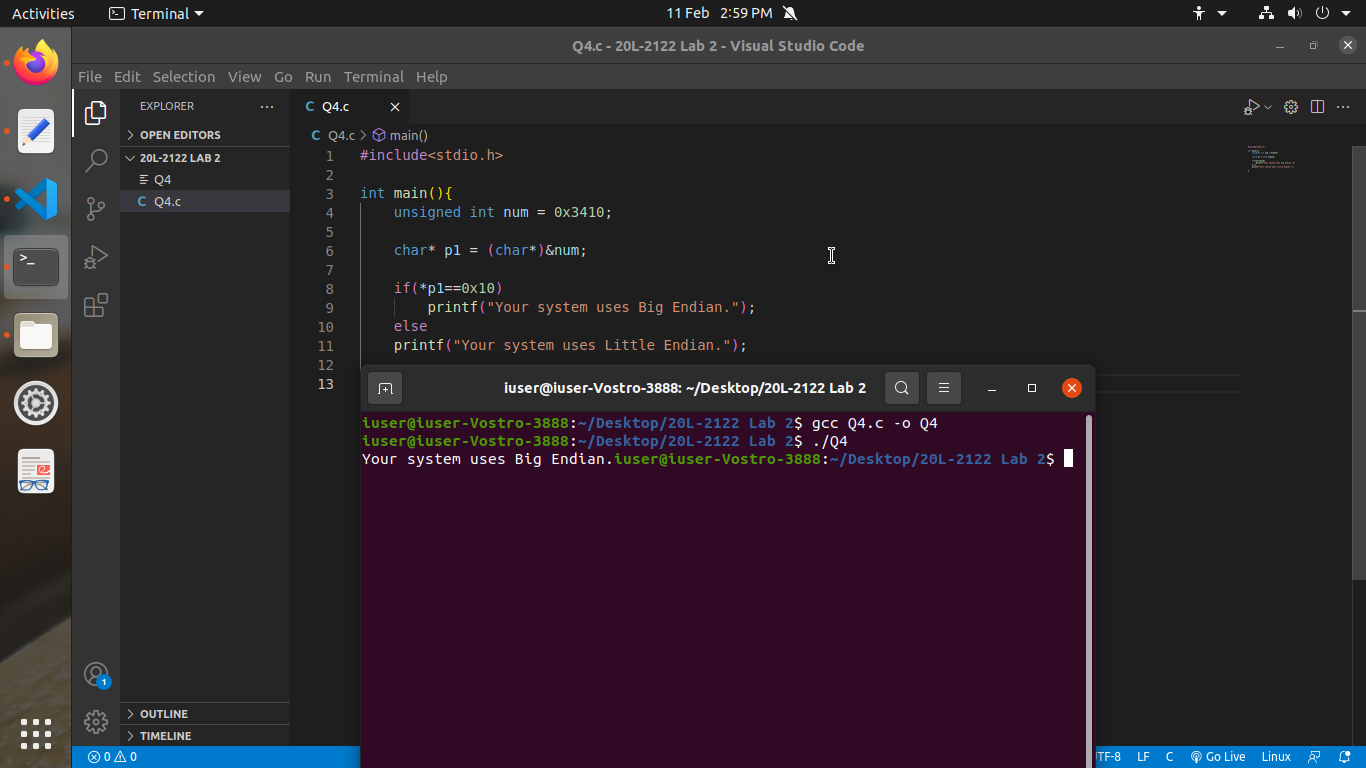 Activities
Terminal
11 Feb 2:59 PM
Q4.c - 20L-2122 Lab 2 - Visual Studio Code
File Edit Selection View Go Run Terminal Help
EXPLORER
OPEN EDITORS
20L-2122 LAB 2
Q4
C Q4.c
1
C Q4.c
C Q4.c > main()
1 #include<stdio.h>
2
3 int main(){
4 unsigned int num = 0x3410;
5
6 char* p1 = (char*)&num;
7
8 if(*p1==0x10)
9 printf("Your system uses Big Endian.");
10 else
11 printf("Your system uses Little Endian.");
12
13
iuser@iuser-Vostro-3888: ~/Desktop/20L-2122 Lab 2
iuser@iuser-Vostro-3888:~/Desktop/20L-2122 Lab 2$ gcc Q4.c -o Q4
iuser@iuser-Vostro-3888:~/Desktop/20L-2122 Lab 2$ ./Q4
Your system uses Big Endian.iuser@iuser-Vostro-3888:~/Desktop/20L-2122 Lab 2$
OUTLINE
TIMELINE
0 0
TF-8 LF C Go Live Linux